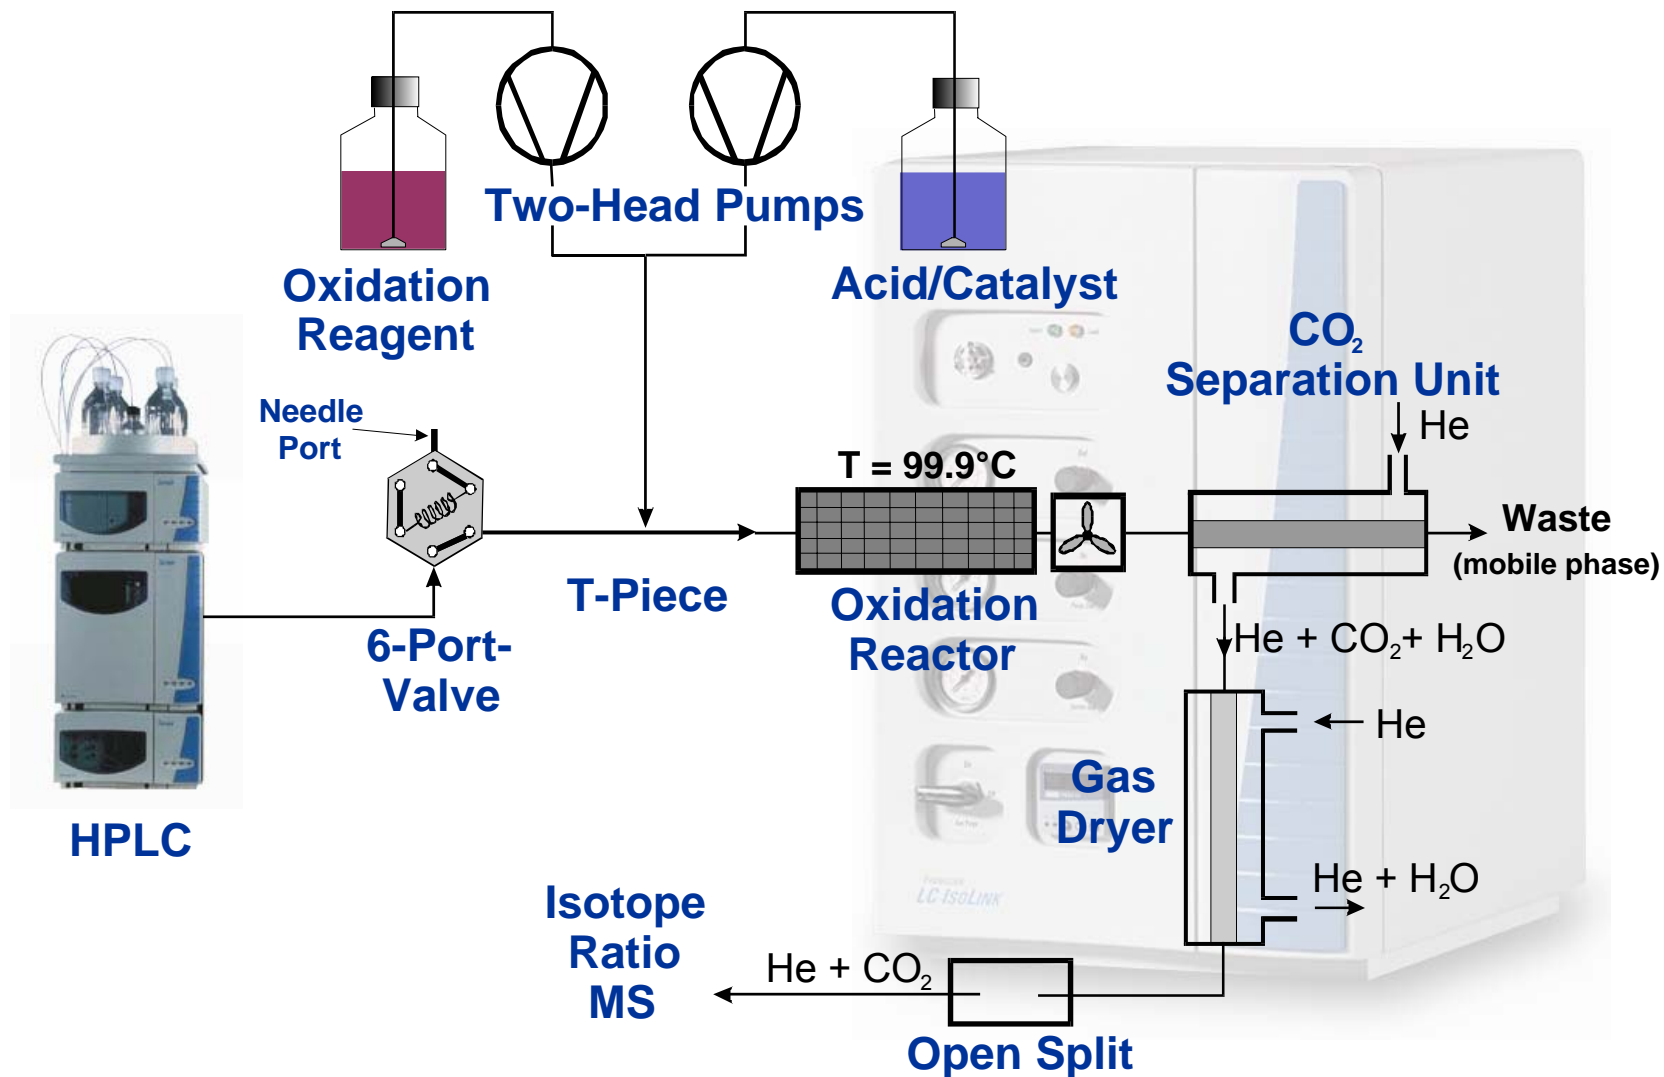 Two-Head Pumps
Oxidation
Reagent
Acid/Catalyst
CO2
Separation Unit
He
Needle
Port
T = 99.9°C
Waste
(mobile phase)
T-Piece
Oxidation
Reactor
6-Port-
Valve
He + CO2+ H2O
He
Gas
Dryer
HPLC
He + H2O
LC IsoLink
Isotope
Ratio
MS
He + CO2
Open Split